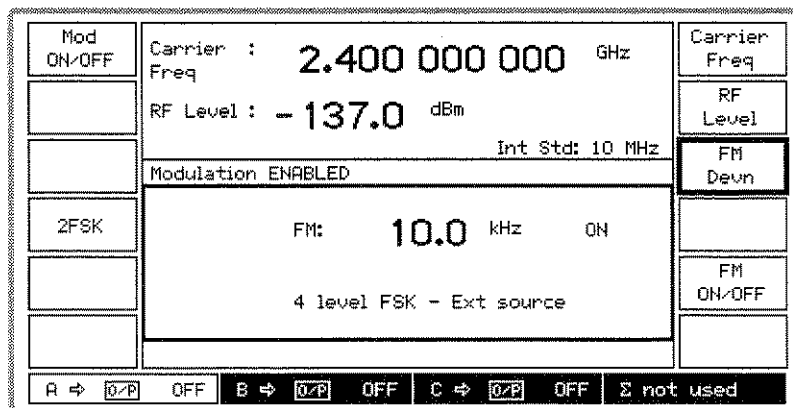 Mod
ON/OFF
2FSK
Carrier : 2.400 000 000 GHz
Freq
RF Level : - 137.0 dBm
Int Std: 10 MHz
Modulation ENABLED
FM: 10.0 kHz ON
4 level FSK - Ext source
Carrier
Freq
RF
Level
FM
Devn
FM
ON/OFF
A ⇨ O/P OFF B ⇨ O/P OFF C ⇨ O/P OFF Σ not used